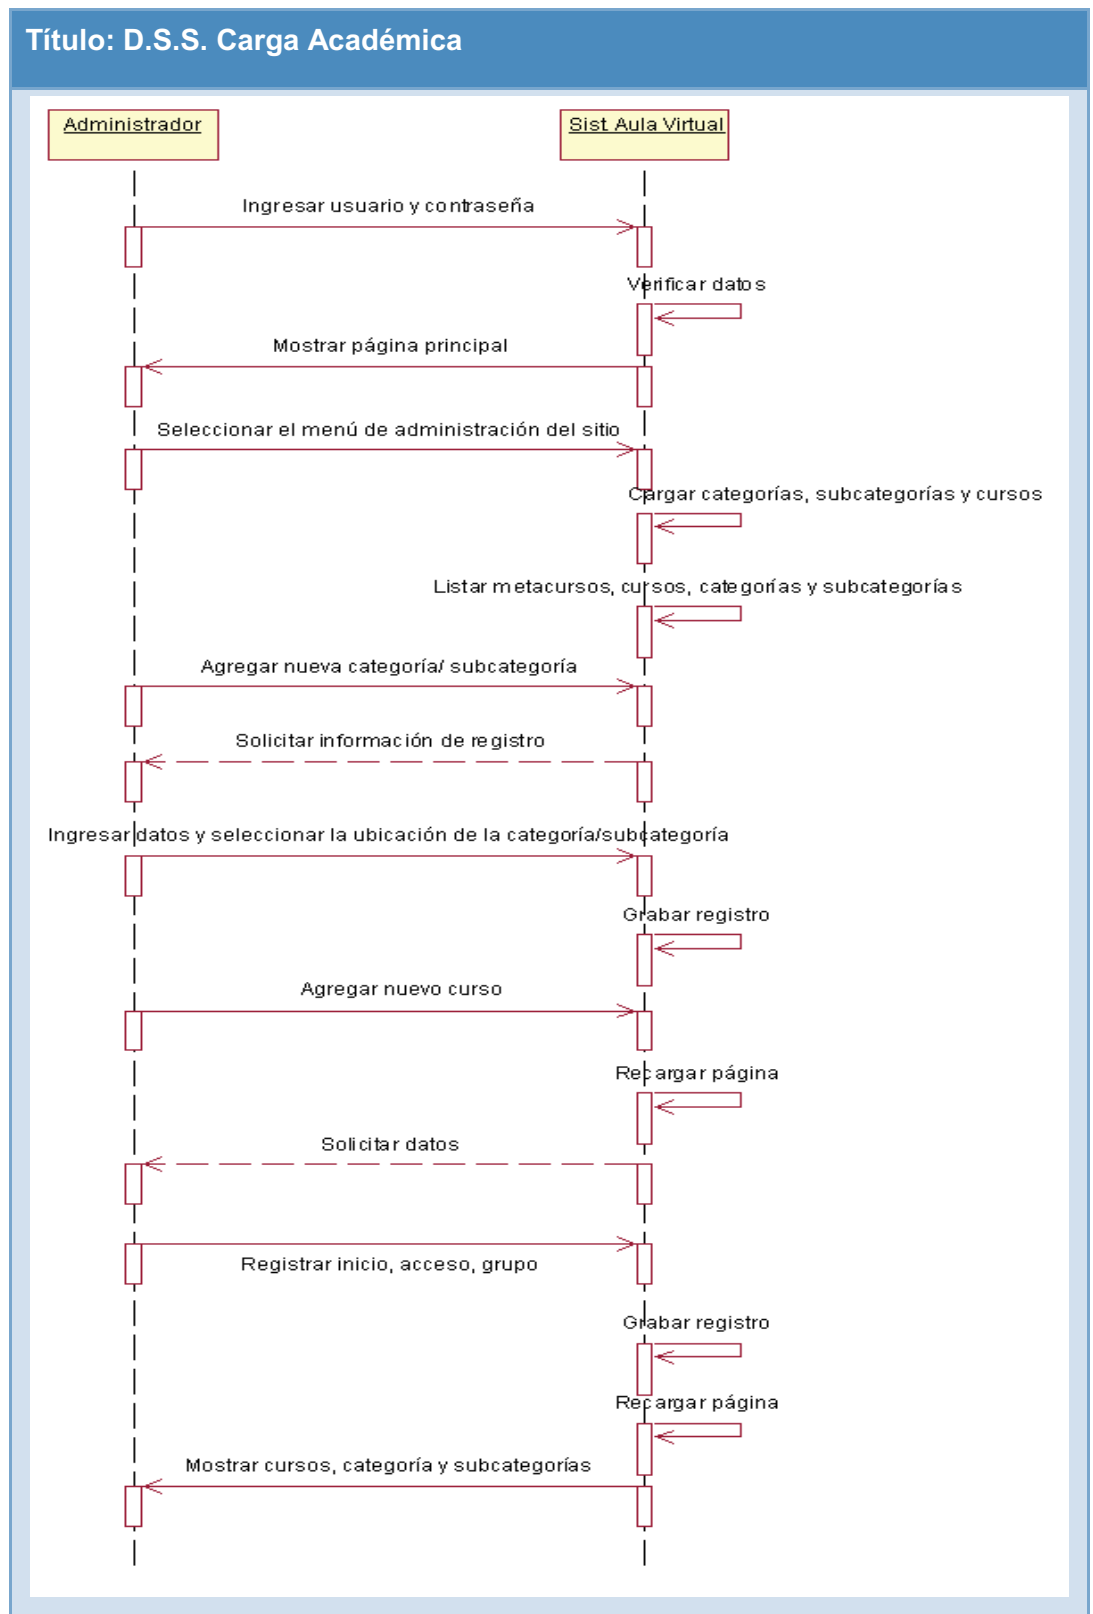 Título: D.S.S. Carga Académica
Administrador
Sist. Aula Virtual
Ingresar usuario y contraseña
Verificar datos
Mostrar página principal
Seleccionar el menú de administración del sitio
Cargar categorías, subcategorías y cursos
Listar metacursos, cursos, categorías y subcategorías
Agregar nueva categoría/ subcategoría
Solicitar información de registro
Ingresar datos y seleccionar la ubicación de la categoría/subcategoría
Grabar registro
Agregar nuevo curso
Recargar página
Solicitar datos
Registrar inicio, acceso, grupo
Grabar registro
Recargar página
Mostrar cursos, categoría y subcategorías